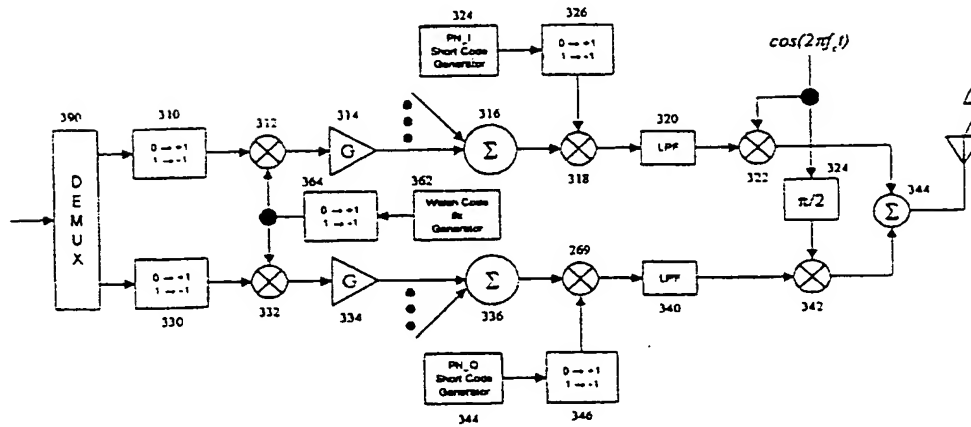 324
326
PN_I
Short Code
Generator
0 → +1
1 → -1
cos(2πf_c t)
390
310
312
314
316
320
DEMUX
0 → +1
1 → -1
G
Σ
318
LPF
322
324
π/2
344
Σ
364
362
0 → +1
1 → -1
Walsh Code
Generator
269
0 → +1
1 → -1
330
332
G
334
Σ
336
LPF
340
342
PN_Q
Short Code
Generator
344
0 → +1
1 → -1
346